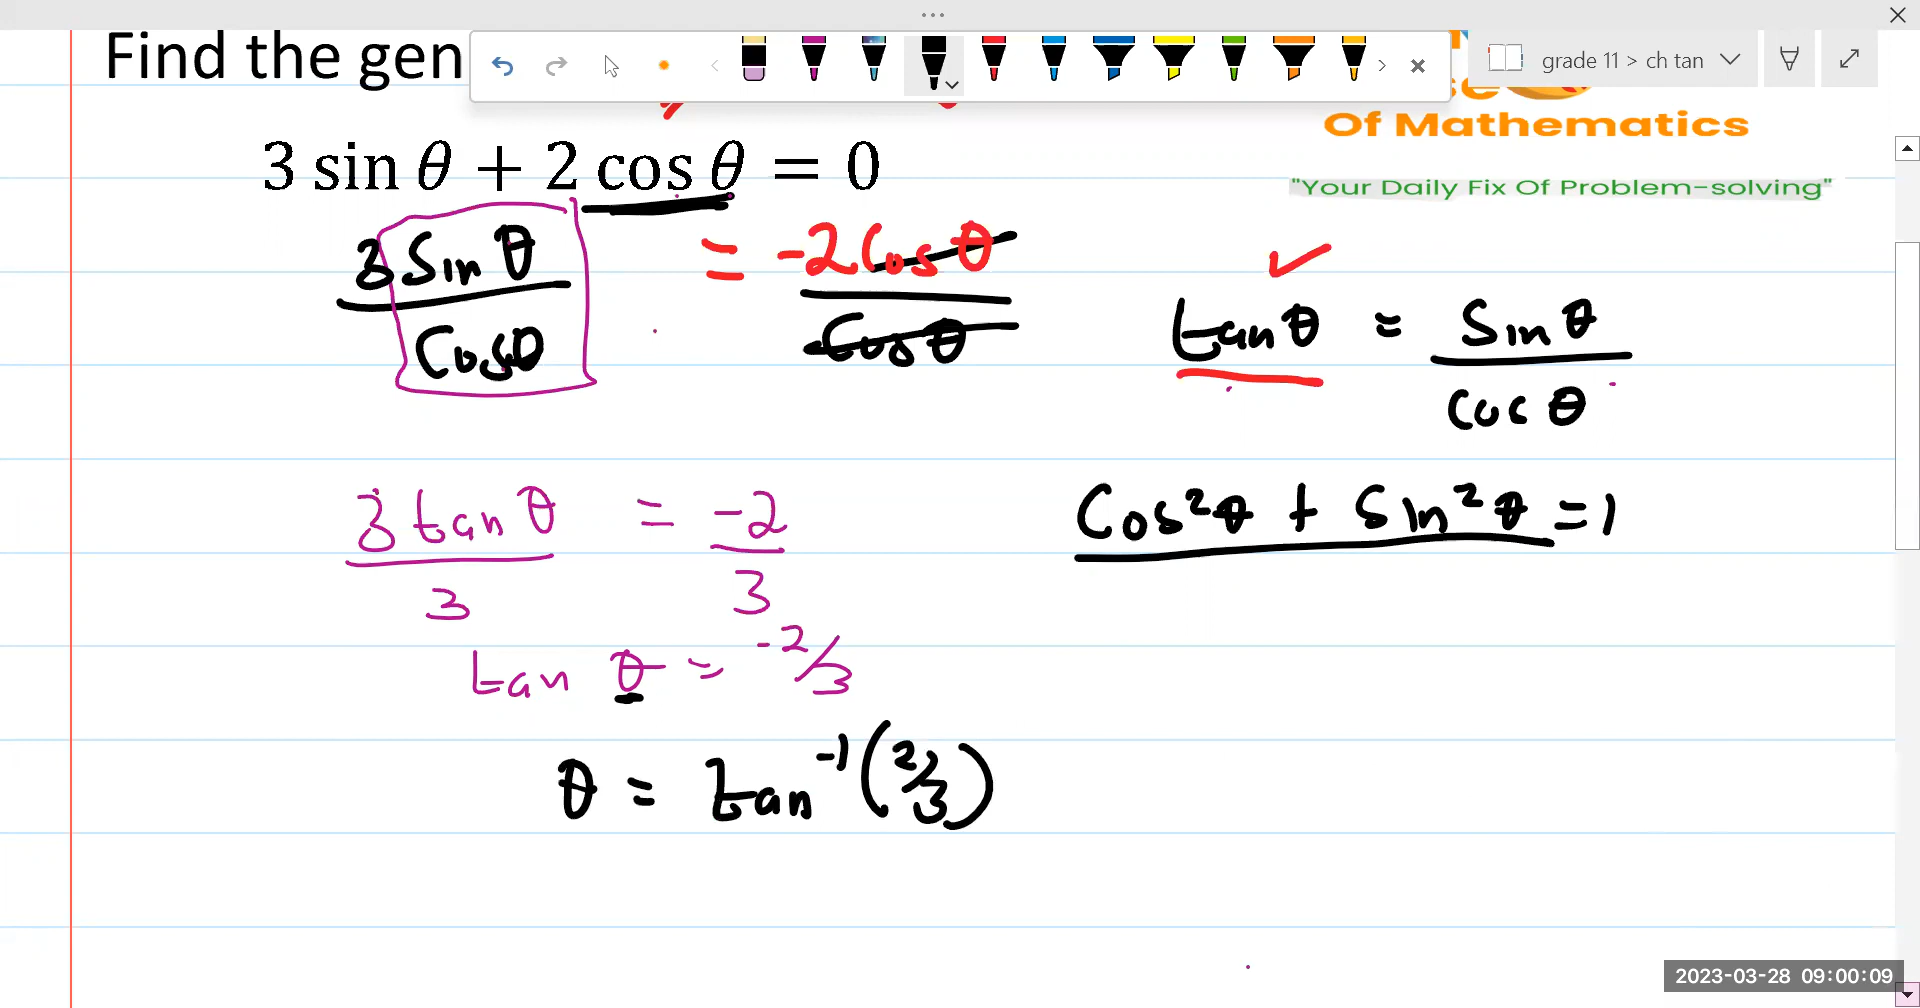 Find the gen
grade 11 > ch tan
Of Mathematics
"Your Daily Fix Of Problem-solving"
3 sin θ + 2 cos θ = 0
3 Sin θ / Cos θ = -2 Cos θ / Cos θ
tan θ = Sin θ / cos θ
Cos²θ + Sin²θ = 1
3 tan θ / 3 = -2 / 3
tan θ = -2/3
θ = tan⁻¹(2/3)
2023-03-28 09:00:09